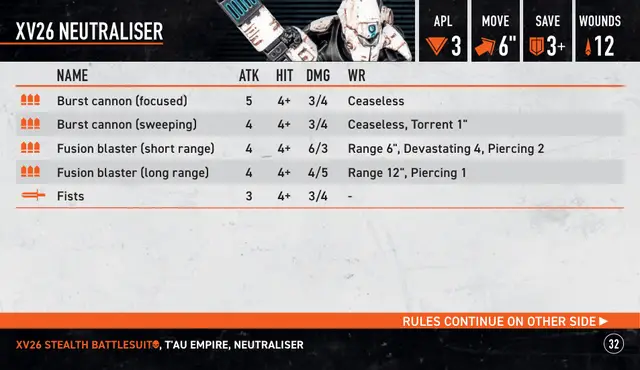 XV26 NEUTRALISER
APL 3 MOVE 6" SAVE 3+ WOUNDS 12
NAME ATK HIT DMG WR
Burst cannon (focused) 5 4+ 3/4 Ceaseless
Burst cannon (sweeping) 4 4+ 3/4 Ceaseless, Torrent 1"
Fusion blaster (short range) 4 4+ 6/3 Range 6", Devastating 4, Piercing 2
Fusion blaster (long range) 4 4+ 4/5 Range 12", Piercing 1
Fists 3 4+ 3/4 -
RULES CONTINUE ON OTHER SIDE
XV26 STEALTH BATTLESUIT, T'AU EMPIRE, NEUTRALISER 32